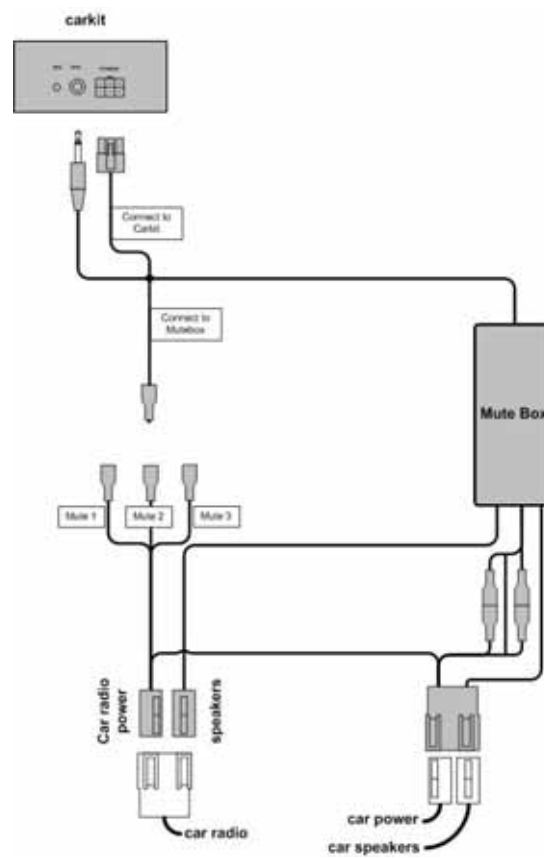 carkit
Connect to
Carkit
Connect to
Mutebox
Mute Box
Mute 1
Mute 2
Mute 3
Car radio
power
speakers
car radio
car power
car speakers